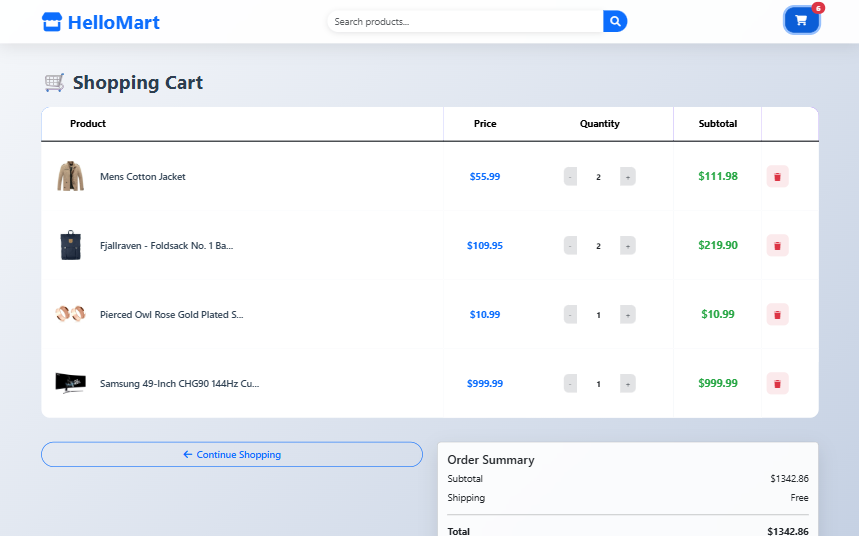 HelloMart
Search products...
6
Shopping Cart
Product Price Quantity Subtotal
Mens Cotton Jacket $55.99 - 2 + $111.98
Fjallraven - Foldsack No. 1 Ba... $109.95 - 2 + $219.90
Pierced Owl Rose Gold Plated S... $10.99 - 1 + $10.99
Samsung 49-Inch CHG90 144Hz Cu... $999.99 - 1 + $999.99
← Continue Shopping
Order Summary
Subtotal $1342.86
Shipping Free
Total $1342.86